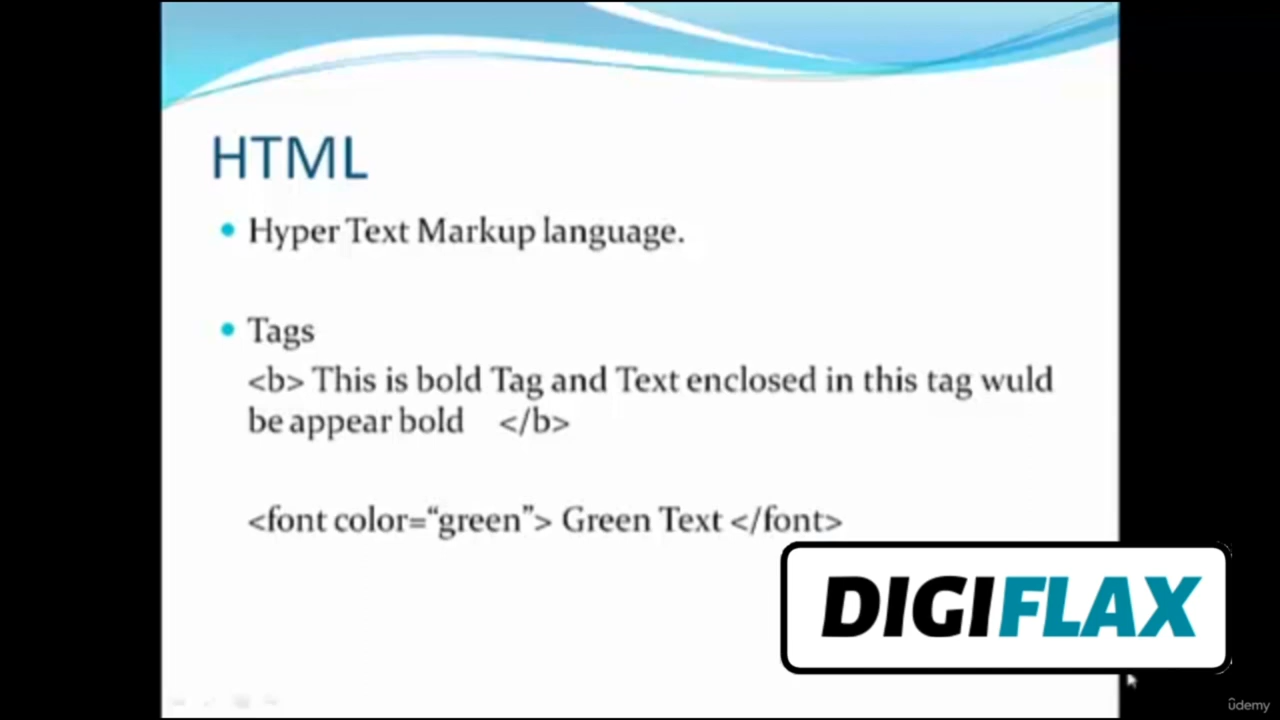 HTML
• Hyper Text Markup language.
• Tags
<b> This is bold Tag and Text enclosed in this tag wuld
be appear bold </b>
<font color=“green”> Green Text </font>
DIGIFLAX
ûdemy